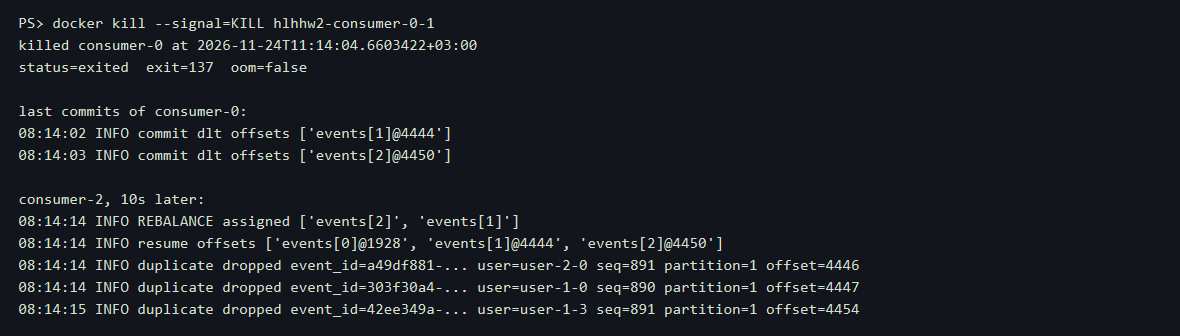 PS> docker kill --signal=KILL hlhhw2-consumer-0-1
killed consumer-0 at 2026-11-24T11:14:04.6603422+03:00
status=exited  exit=137  oom=false
last commits of consumer-0:
08:14:02 INFO commit dlt offsets ['events[1]@4444']
08:14:03 INFO commit dlt offsets ['events[2]@4450']
consumer-2, 10s later:
08:14:14 INFO REBALANCE assigned ['events[2]', 'events[1]']
08:14:14 INFO resume offsets ['events[0]@1928', 'events[1]@4444', 'events[2]@4450']
08:14:14 INFO duplicate dropped event_id=a49df881-... user=user-2-0 seq=891 partition=1 offset=4446
08:14:14 INFO duplicate dropped event_id=303f30a4-... user=user-1-0 seq=890 partition=1 offset=4447
08:14:15 INFO duplicate dropped event_id=42ee349a-... user=user-1-3 seq=891 partition=1 offset=4454